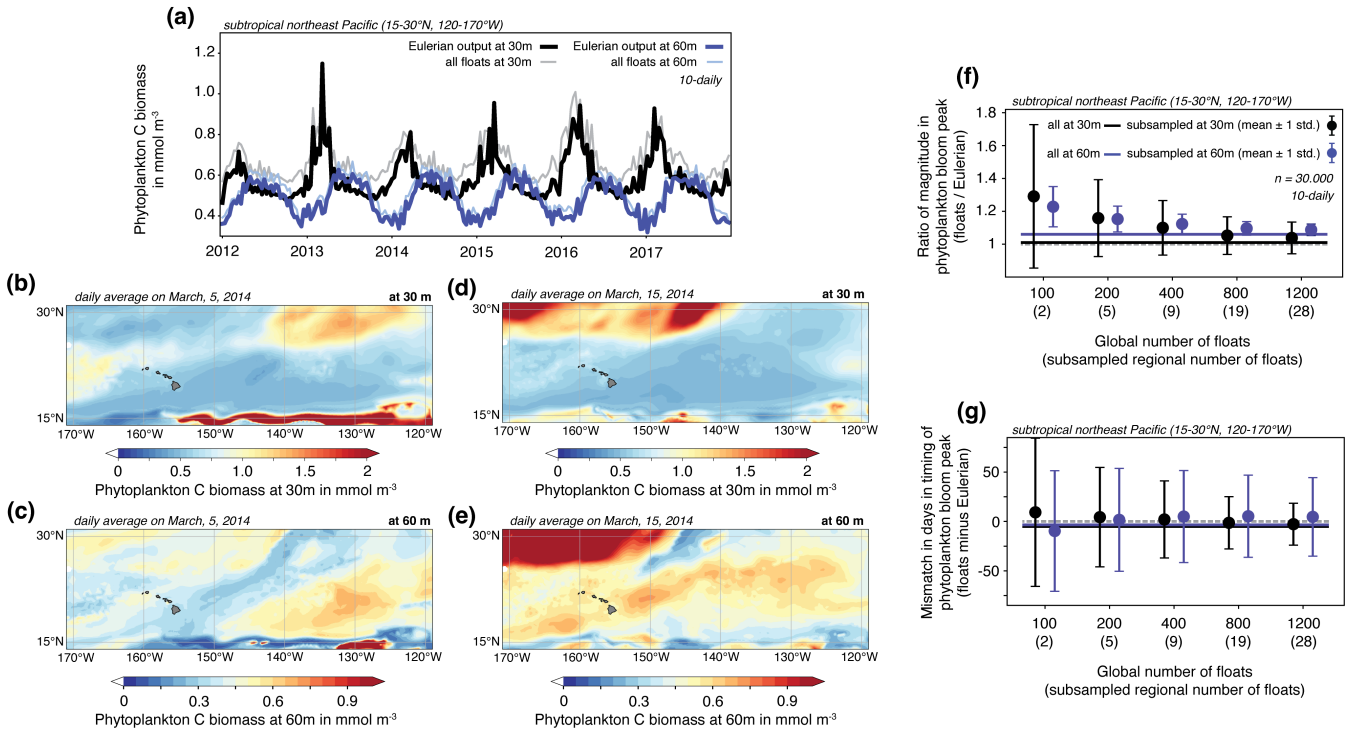 (a)
subtropical northeast Pacific (15-30°N, 120-170°W)
Phytoplankton C biomass
in mmol m-3
1.2
1.0
0.8
0.6
0.4
Eulerian output at 30m
all floats at 30m
Eulerian output at 60m
all floats at 60m
10-daily
2012 2013 2014 2015 2016 2017
(b)
daily average on March, 5, 2014 at 30 m
30°N
15°N
170°W 160°W 150°W 140°W 130°W 120°W
0 0.5 1.0 1.5 2
Phytoplankton C biomass at 30m in mmol m-3
(c)
daily average on March, 5, 2014 at 60 m
30°N
15°N
170°W 160°W 150°W 140°W 130°W 120°W
0 0.3 0.6 0.9
Phytoplankton C biomass at 60m in mmol m-3
(d)
daily average on March, 15, 2014 at 30 m
30°N
15°N
170°W 160°W 150°W 140°W 130°W 120°W
0 0.5 1.0 1.5 2
Phytoplankton C biomass at 30m in mmol m-3
(e)
daily average on March, 15, 2014 at 60 m
30°N
15°N
170°W 160°W 150°W 140°W 130°W 120°W
0 0.3 0.6 0.9
Phytoplankton C biomass at 60m in mmol m-3
(f)
subtropical northeast Pacific (15-30°N, 120-170°W)
Ratio of magnitude in
phytoplankton bloom peak
(floats / Eulerian)
1.8
1.6
1.4
1.2
1
all at 30m subsampled at 30m (mean ± 1 std.)
all at 60m subsampled at 60m (mean ± 1 std.)
n = 30.000
10-daily
100 200 400 800 1200
(2) (5) (9) (19) (28)
Global number of floats
(subsampled regional number of floats)
(g)
subtropical northeast Pacific (15-30°N, 120-170°W)
Mismatch in days in timing of
phytoplankton bloom peak
(floats minus Eulerian)
50
0
-50
100 200 400 800 1200
(2) (5) (9) (19) (28)
Global number of floats
(subsampled regional number of floats)